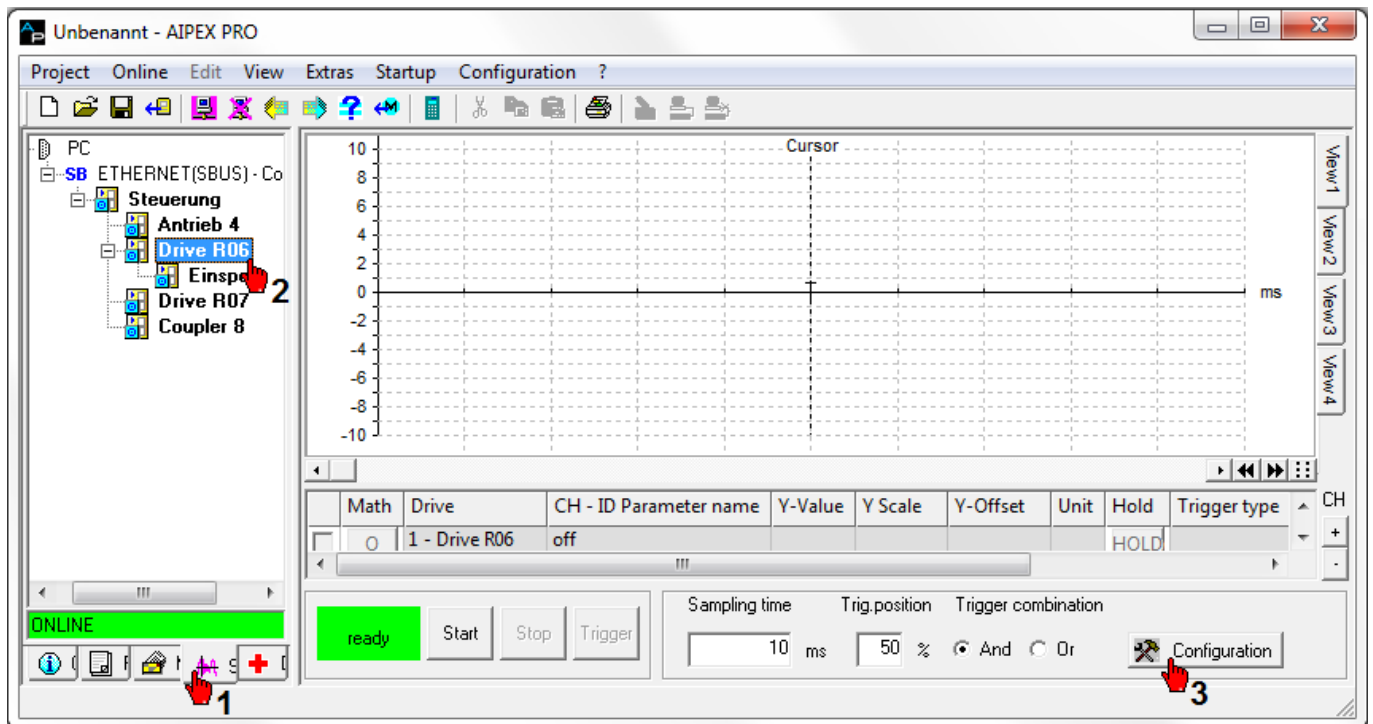 Unbenannt - AIPEX PRO
Project Online Edit View Extras Startup Configuration ?
PC
SB ETHERNET(SBUS) - Co
Steuerung
Antrieb 4
Drive R06
Einspe
Drive R07
Coupler 8
2
Cursor
10
8
6
4
2
0
-2
-4
-6
-8
-10
ms
View1
View2
View3
View4
Math Drive CH - ID Parameter name Y-Value Y Scale Y-Offset Unit Hold Trigger type
O 1 - Drive R06 off HOLD
CH
+
-
ONLINE
1
ready Start Stop Trigger
Sampling time Trig.position Trigger combination
10 ms 50 % And Or Configuration
3